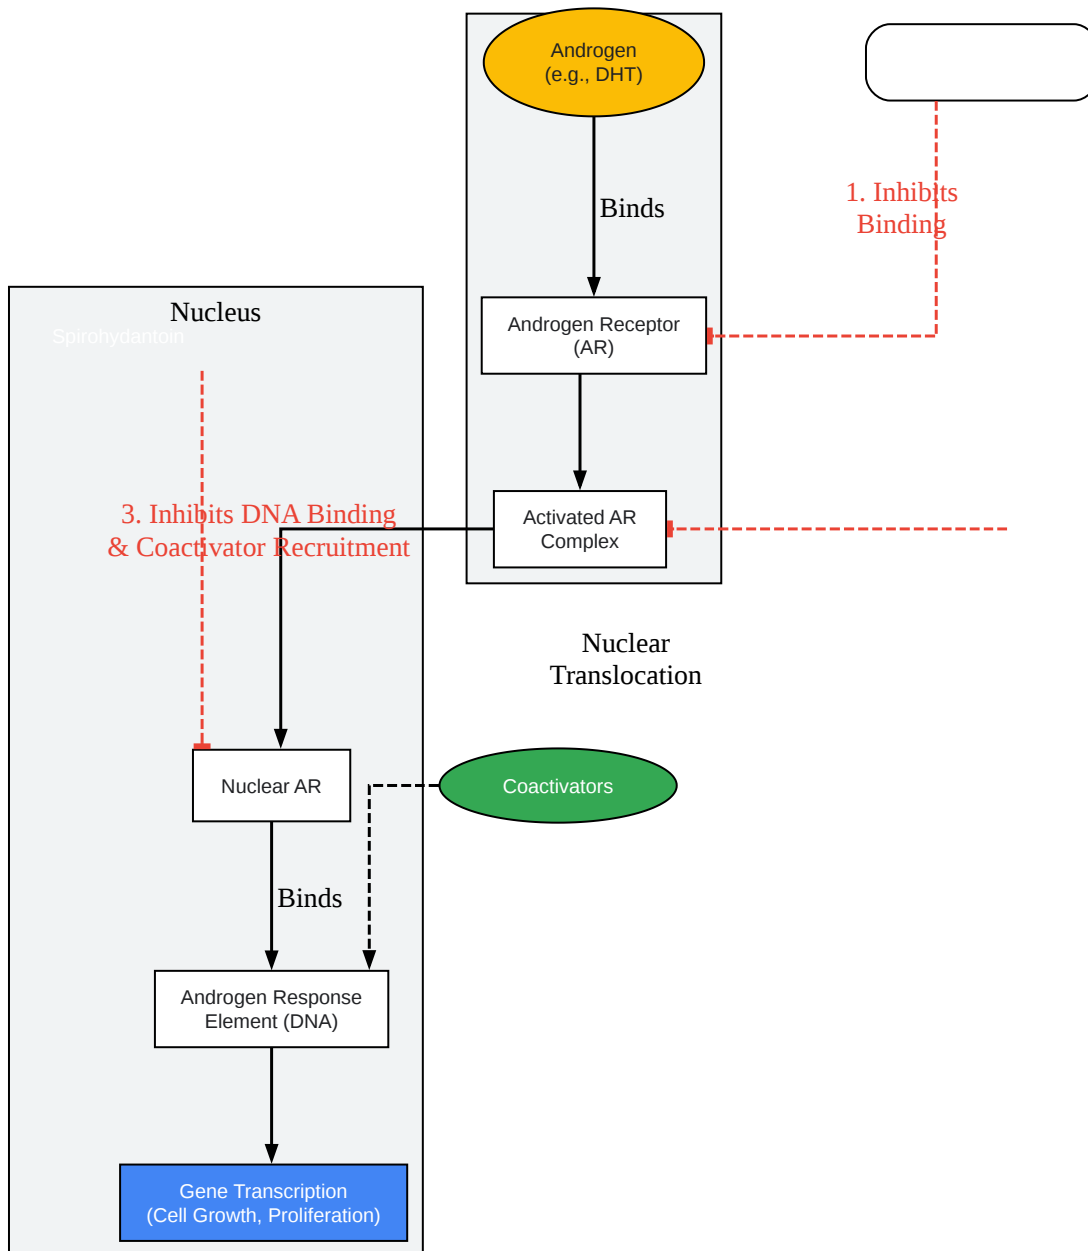 Androgen
(e.g., DHT)
1. Inhibits
Binding
Binds
Nucleus
Spirohydantoin
Androgen Receptor
(AR)
3. Inhibits DNA Binding
& Coactivator Recruitment
Activated AR
Complex
Nuclear
Translocation
Nuclear AR
Coactivators
Binds
Androgen Response
Element (DNA)
Gene Transcription
(Cell Growth, Proliferation)